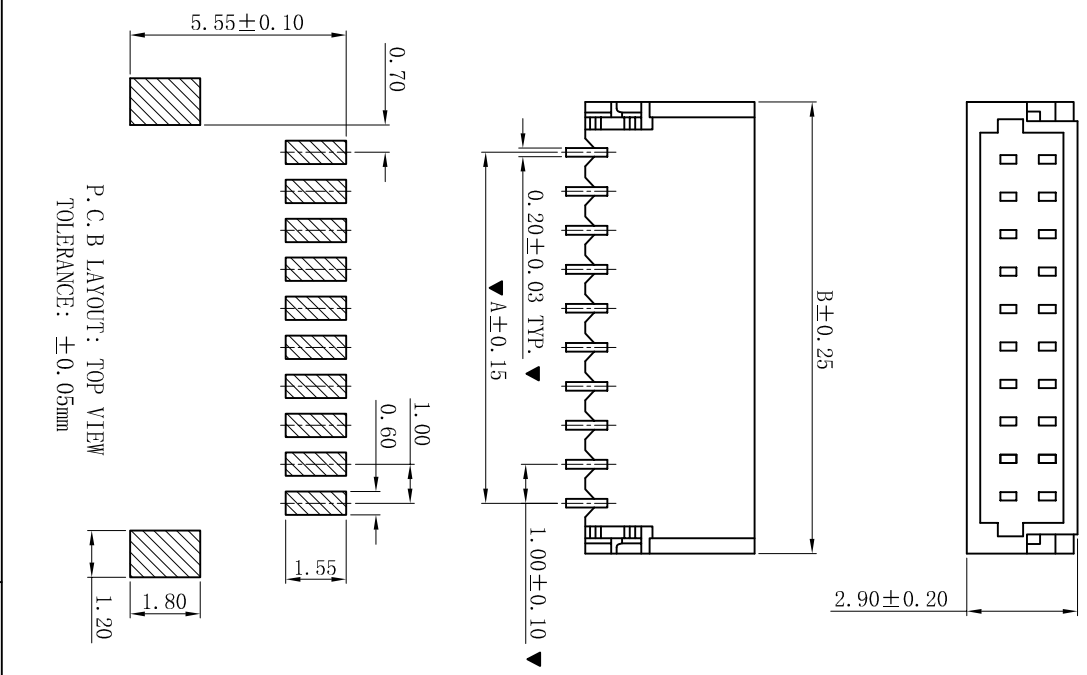 5.55±0.10
0.70
P.C.B LAYOUT: TOP VIEW
TOLERANCE: ±0.05mm
1.00
0.60
1.55
1.80
1.20
0.20±0.03 TYP. ▼
▼ A±0.15
1.00±0.10 ▼
B±0.25
2.90±0.20